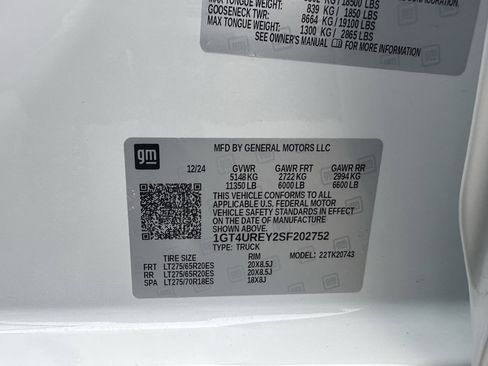 KG / 18500 LBS
MAX TONGUE WEIGHT: 839 KG / 1850 LBS
GOOSENECK TWR: 8664 KG / 19100 LBS
MAX TONGUE WEIGHT: 1300 KG / 2865 LBS
SEE OWNER'S MANUAL FOR MORE INFORMATION.
gm
MFD BY GENERAL MOTORS LLC
12/24 GVWR GAWR FRT GAWR RR
5148 KG 2722 KG 2994 KG
11350 LB 6000 LB 6600 LB
THIS VEHICLE CONFORMS TO ALL
APPLICABLE U.S. FEDERAL MOTOR
VEHICLE SAFETY STANDARDS IN EFFECT
ON THE DATE OF MANUFACTURE
SHOWN ABOVE.
1GT4UREY2SF202752
TYPE: TRUCK
TIRE SIZE RIM MODEL: 22TK20743
FRT LT275/65R20ES 20X8.5J
RR LT275/65R20ES 20X8.5J
SPA LT275/70R18ES 18X8J